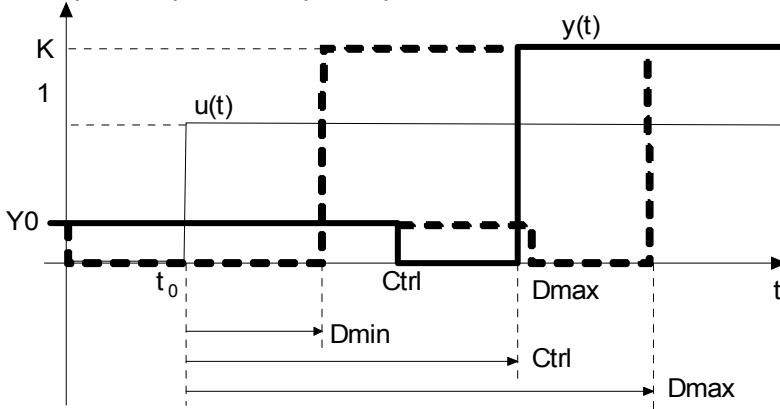 K
y(t)
1
u(t)
Y0
t0
Ctrl
Dmax
t
Dmin
Ctrl
Dmax